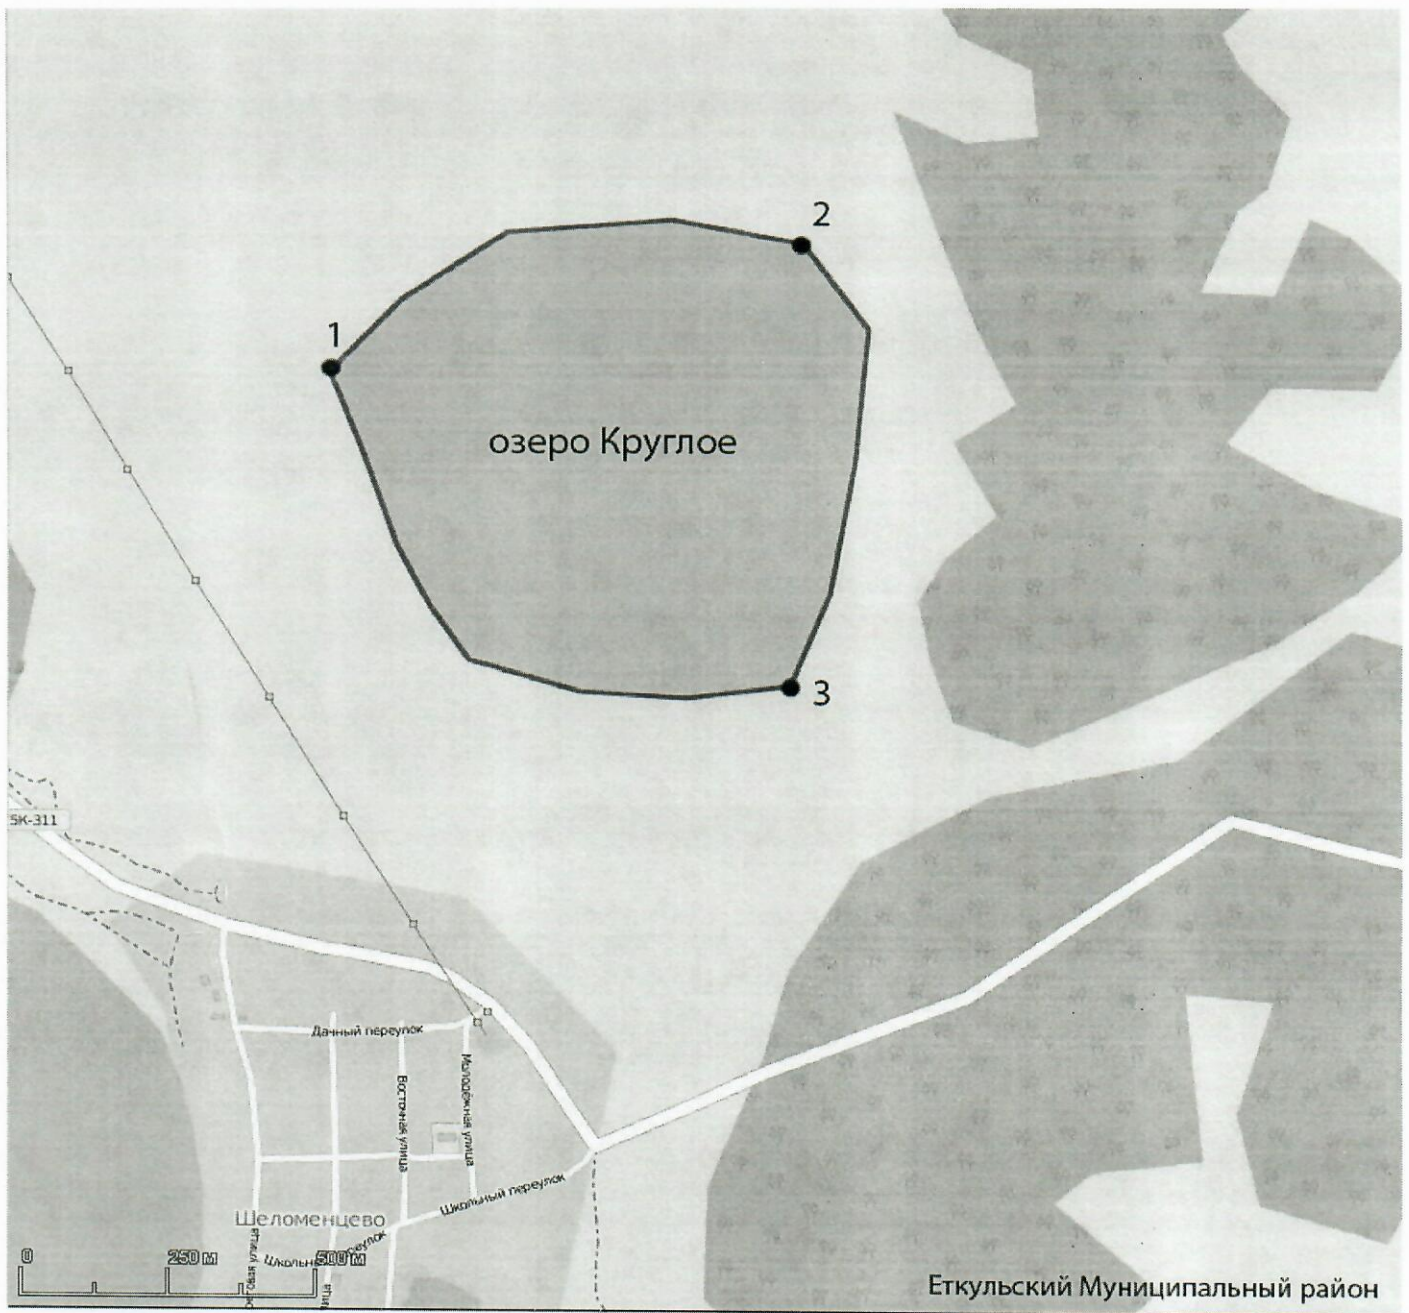 2
1
озеро Круглое
3
5К-311
Дачный переулок
Молодёжная улица
Восточная улица
Школьный переулок
Шеломенцево
0 250 м 500 м
Еткульский Муниципальный район